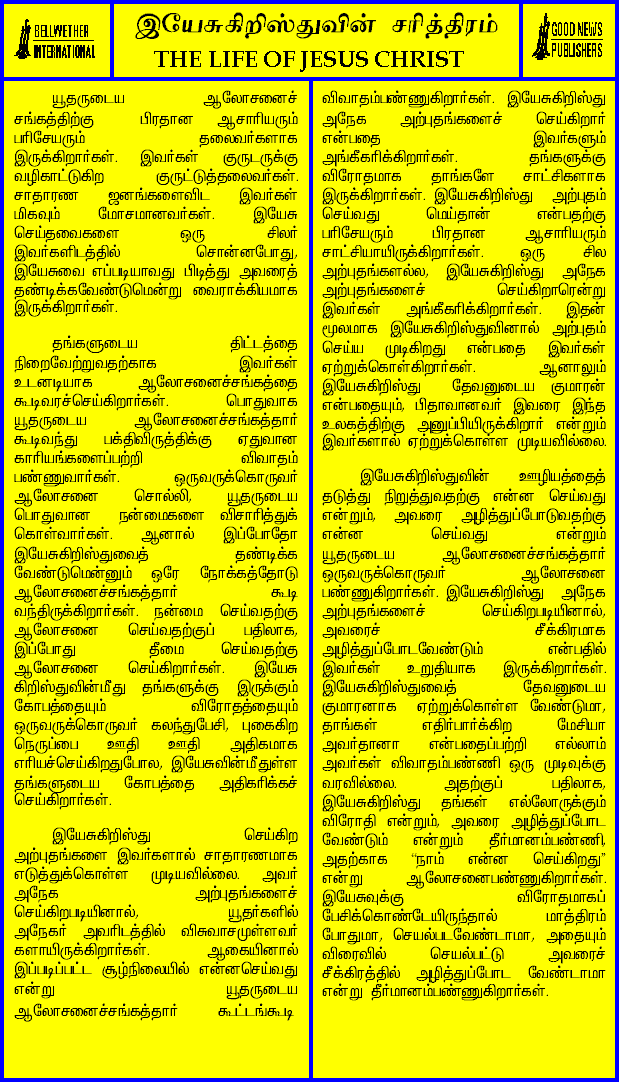 BELLWETHER
INTERNATIONAL
இயேசுகிறிஸ்துவின் சரித்திரம்
THE LIFE OF JESUS CHRIST
GOOD NEWS
PUBLISHERS
யூதருடைய ஆலோசனைச்
சங்கத்திற்கு பிரதான ஆசாரியரும்
பரிசேயரும் தலைவர்களாக
இருக்கிறார்கள். இவர்கள் குருடருக்கு
வழிகாட்டுகிற குருட்டுத்தலைவர்கள்.
சாதாரண ஜனங்களைவிட இவர்கள்
மிகவும் மோசமானவர்கள். இயேசு
செய்தவைகளை ஒரு சிலர்
இவர்களிடத்தில் சொன்னபோது,
இயேசுவை எப்படியாவது பிடித்து அவரைத்
தண்டிக்கவேண்டுமென்று வைராக்கியமாக
இருக்கிறார்கள்.
தங்களுடைய திட்டத்தை
நிறைவேற்றுவதற்காக இவர்கள்
உடனடியாக ஆலோசனைச்சங்கத்தை
கூடிவரச்செய்கிறார்கள். பொதுவாக
யூதருடைய ஆலோசனைச்சங்கத்தார்
கூடிவந்து பக்திவிருத்திக்கு ஏதுவான
காரியங்களைப்பற்றி விவாதம்
பண்ணுவார்கள். ஒருவருக்கொருவர்
ஆலோசனை சொல்லி, யூதருடைய
பொதுவான நன்மைகளை விசாரித்துக்
கொள்வார்கள். ஆனால் இப்போதோ
இயேசுகிறிஸ்துவைத் தண்டிக்க
வேண்டுமென்னும் ஒரே நோக்கத்தோடு
ஆலோசனைச்சங்கத்தார் கூடி
வந்திருக்கிறார்கள். நன்மை செய்வதற்கு
ஆலோசனை செய்வதற்குப் பதிலாக,
இப்போது தீமை செய்வதற்கு
ஆலோசனை செய்கிறார்கள். இயேசு
கிறிஸ்துவின்மீது தங்களுக்கு இருக்கும்
கோபத்தையும் விரோதத்தையும்
ஒருவருக்கொருவர் கலந்துபேசி, புகைகிற
நெருப்பை ஊதி ஊதி அதிகமாக
எரியச்செய்கிறதுபோல, இயேசுவின்மீதுள்ள
தங்களுடைய கோபத்தை அதிகரிக்கச்
செய்கிறார்கள்.
இயேசுகிறிஸ்து செய்கிற
அற்புதங்களை இவர்களால் சாதாரணமாக
எடுத்துக்கொள்ள முடியவில்லை. அவர்
அநேக அற்புதங்களைச்
செய்கிறபடியினால், யூதர்களில்
அநேகர் அவரிடத்தில் விசுவாசமுள்ளவர்
களாயிருக்கிறார்கள். ஆகையினால்
இப்படிப்பட்ட சூழ்நிலையில் என்னசெய்வது
என்று யூதருடைய
ஆலோசனைச்சங்கத்தார் கூட்டங்கூடி
விவாதம்பண்ணுகிறார்கள். இயேசுகிறிஸ்து
அநேக அற்புதங்களைச் செய்கிறார்
என்பதை இவர்களும்
அங்கீகரிக்கிறார்கள். தங்களுக்கு
விரோதமாக தாங்களே சாட்சிகளாக
இருக்கிறார்கள். இயேசுகிறிஸ்து அற்புதம்
செய்வது மெய்தான் என்பதற்கு
பரிசேயரும் பிரதான ஆசாரியரும்
சாட்சியாயிருக்கிறார்கள். ஒரு சில
அற்புதங்களல்ல, இயேசுகிறிஸ்து அநேக
அற்புதங்களைச் செய்கிறாரென்று
இவர்கள் அங்கீகரிக்கிறார்கள். இதன்
மூலமாக இயேசுகிறிஸ்துவினால் அற்புதம்
செய்ய முடிகிறது என்பதை இவர்கள்
ஏற்றுக்கொள்கிறார்கள். ஆனாலும்
இயேசுகிறிஸ்து தேவனுடைய குமாரன்
என்பதையும், பிதாவானவர் இவரை இந்த
உலகத்திற்கு அனுப்பியிருக்கிறார் என்றும்
இவர்களால் ஏற்றுக்கொள்ள முடியவில்லை.
இயேசுகிறிஸ்துவின் ஊழியத்தைத்
தடுத்து நிறுத்துவதற்கு என்ன செய்வது
என்றும், அவரை அழித்துப்போடுவதற்கு
என்ன செய்வது என்றும்
யூதருடைய ஆலோசனைச்சங்கத்தார்
ஒருவருக்கொருவர் ஆலோசனை
பண்ணுகிறார்கள். இயேசுகிறிஸ்து அநேக
அற்புதங்களைச் செய்கிறபடியினால்,
அவரைச் சீக்கிரமாக
அழித்துப்போடவேண்டும் என்பதில்
இவர்கள் உறுதியாக இருக்கிறார்கள்.
இயேசுகிறிஸ்துவைத் தேவனுடைய
குமாரனாக ஏற்றுக்கொள்ள வேண்டுமா,
தாங்கள் எதிர்பார்க்கிற மேசியா
அவர்தானா என்பதைப்பற்றி எல்லாம்
அவர்கள் விவாதம்பண்ணி ஒரு முடிவுக்கு
வரவில்லை. அதற்குப் பதிலாக,
இயேசுகிறிஸ்து தங்கள் எல்லோருக்கும்
விரோதி என்றும், அவரை அழித்துப்போட
வேண்டும் என்றும் தீர்மானம்பண்ணி,
அதற்காக “நாம் என்ன செய்கிறது”
என்று ஆலோசனைபண்ணுகிறார்கள்.
இயேசுவுக்கு விரோதமாகப்
பேசிக்கொண்டேயிருந்தால் மாத்திரம்
போதுமா, செயல்படவேண்டாமா, அதையும்
விரைவில் செயல்பட்டு அவரைச்
சீக்கிரத்தில் அழித்துப்போட வேண்டாமா
என்று தீர்மானம்பண்ணுகிறார்கள்.